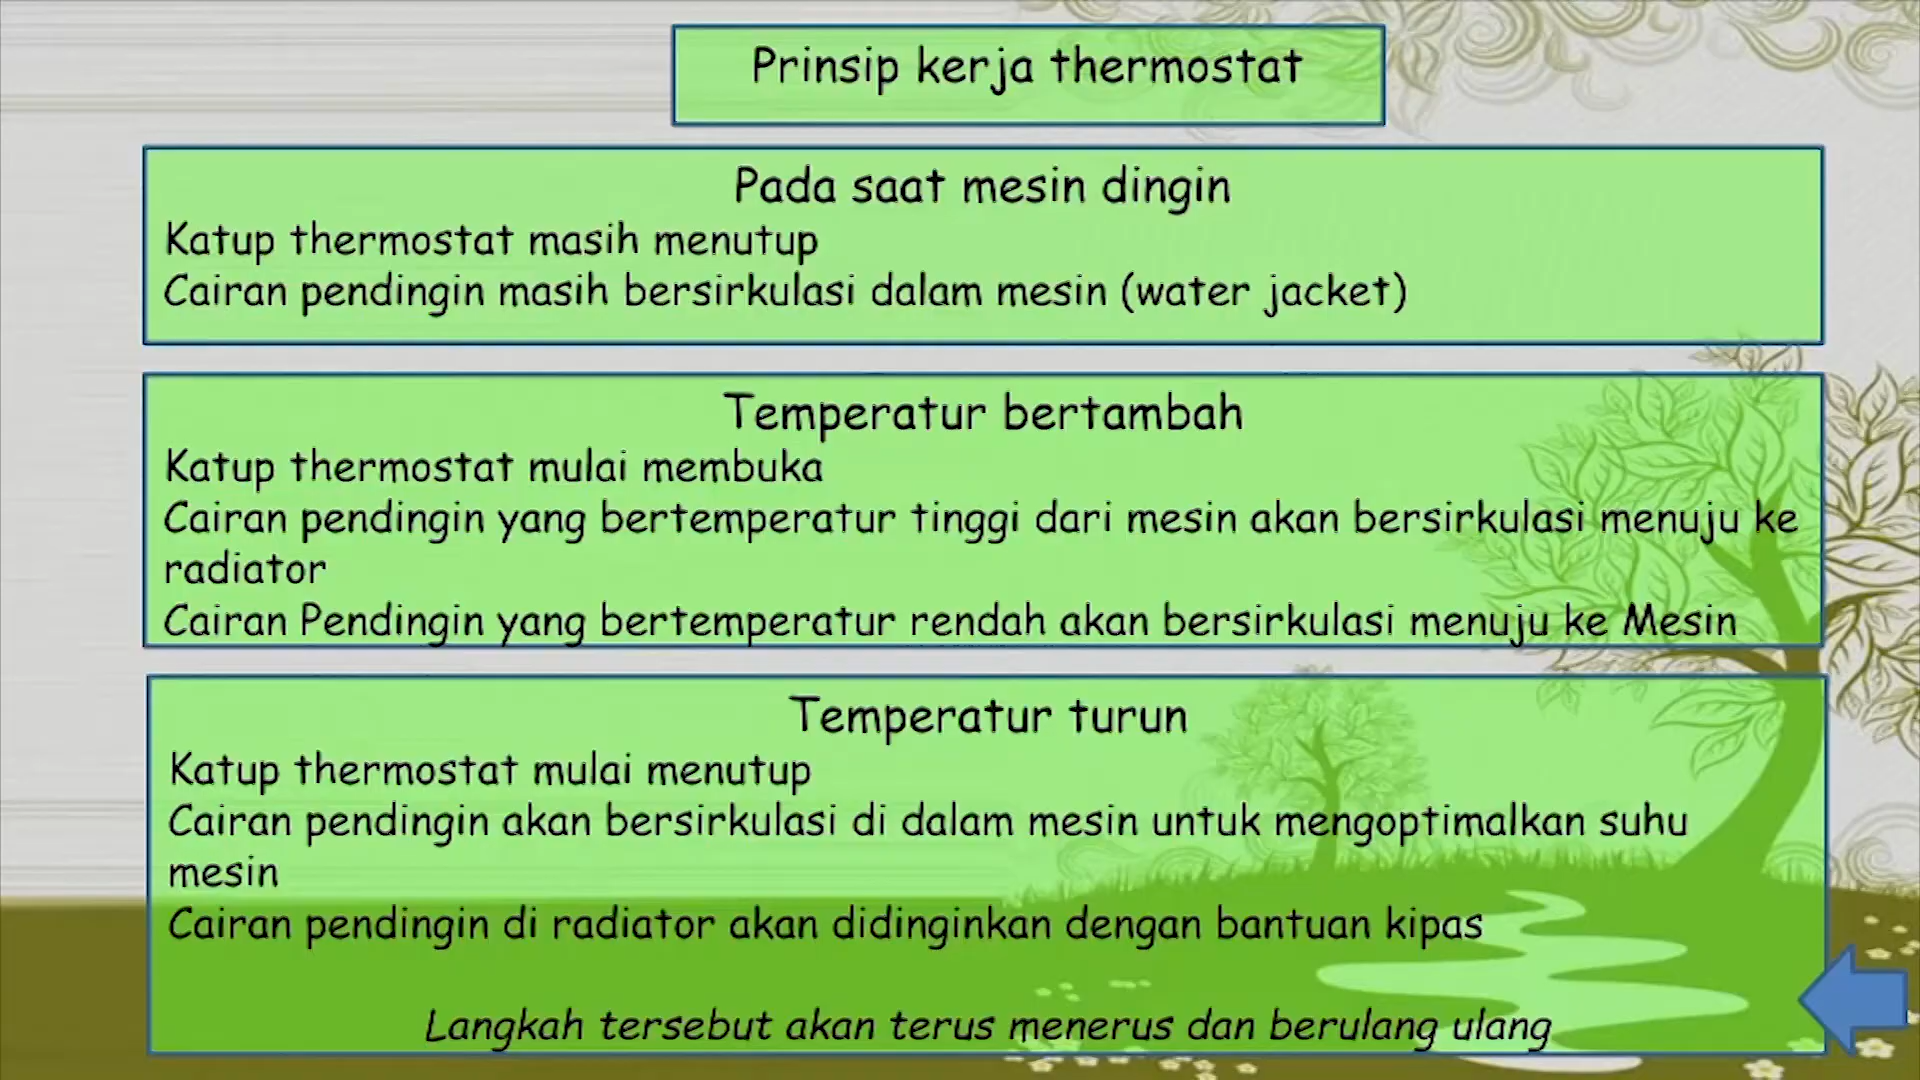 Prinsip kerja thermostat
Pada saat mesin dingin
Katup thermostat masih menutup
Cairan pendingin masih bersirkulasi dalam mesin (water jacket)
Temperatur bertambah
Katup thermostat mulai membuka
Cairan pendingin yang bertemperatur tinggi dari mesin akan bersirkulasi menuju ke
radiator
Cairan Pendingin yang bertemperatur rendah akan bersirkulasi menuju ke Mesin
Temperatur turun
Katup thermostat mulai menutup
Cairan pendingin akan bersirkulasi di dalam mesin untuk mengoptimalkan suhu
mesin
Cairan pendingin di radiator akan didinginkan dengan bantuan kipas
Langkah tersebut akan terus menerus dan berulang ulang